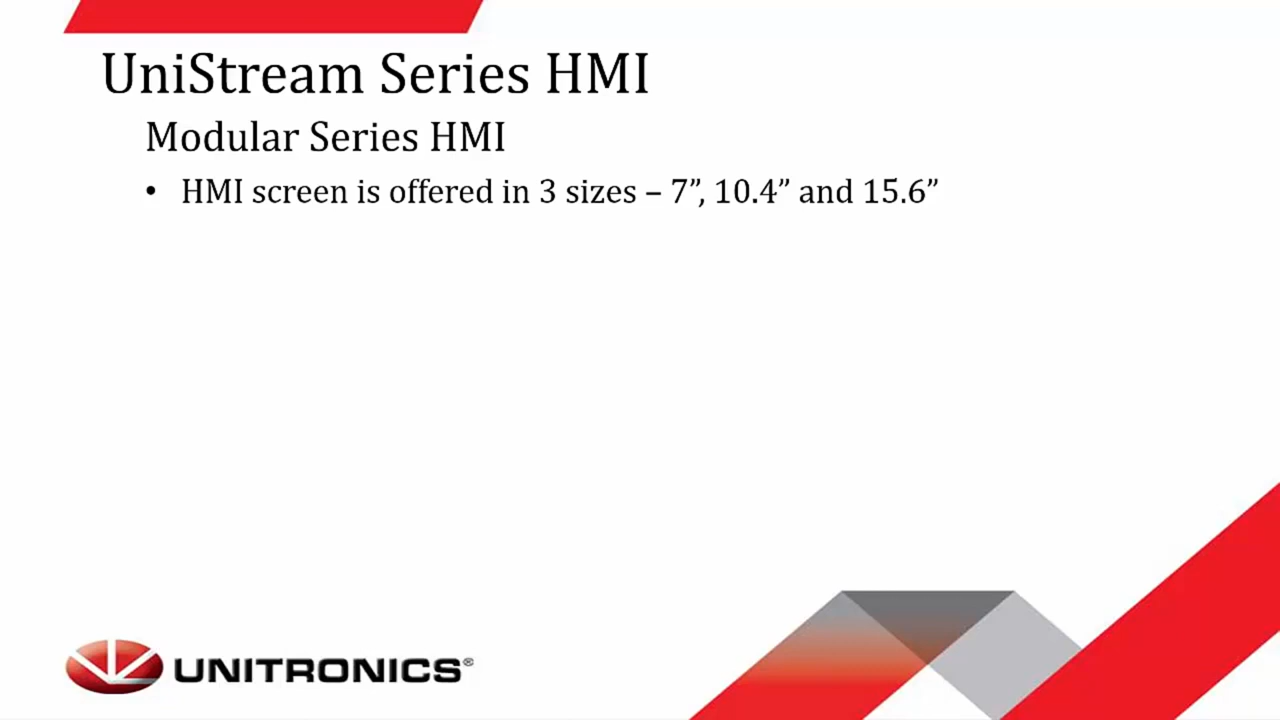 UniStream Series HMI
Modular Series HMI
• HMI screen is offered in 3 sizes – 7”, 10.4” and 15.6”
UNITRONICS®